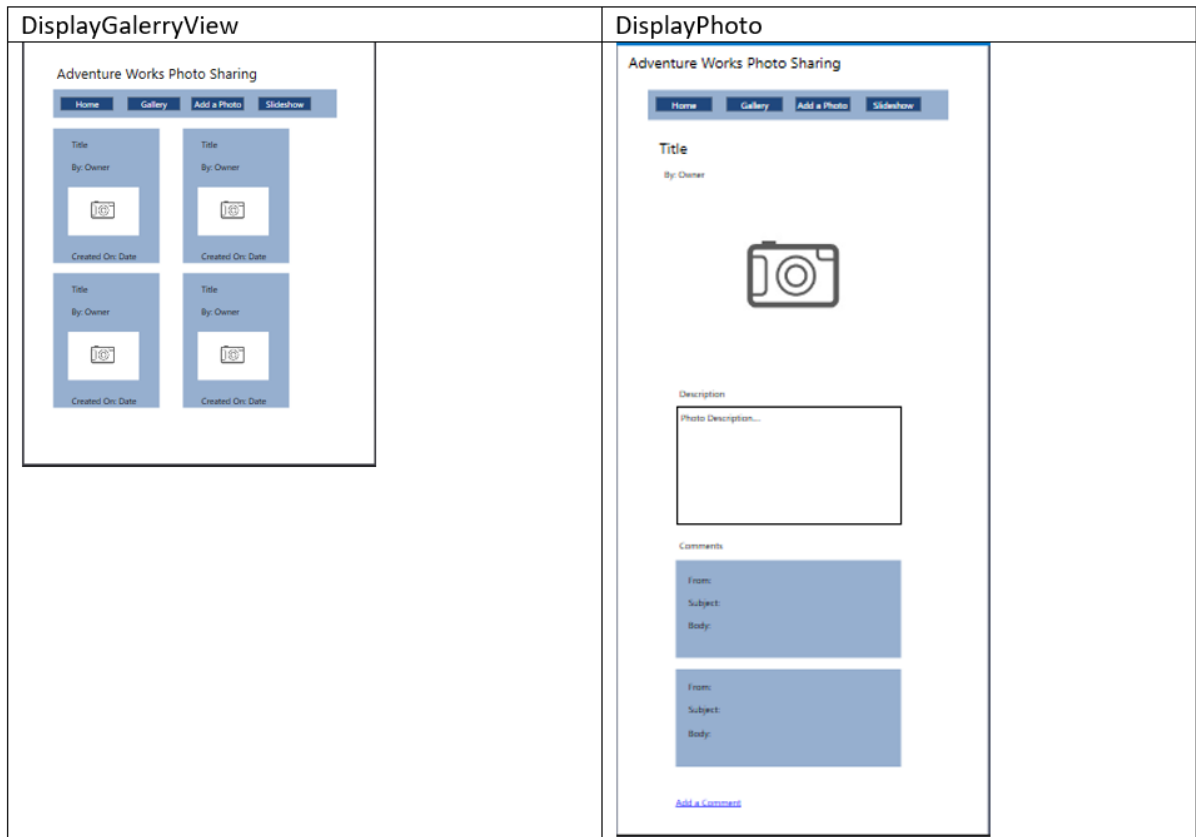 DisplayGalerryView
Adventure Works Photo Sharing
Home Gallery Add a Photo Slideshow
Title Title
By: Owner By: Owner
Created On: Date Created On: Date
Title Title
By: Owner By: Owner
Created On: Date Created On: Date
DisplayPhoto
Adventure Works Photo Sharing
Home Gallery Add a Photo Slideshow
Title
By: Owner
Description
Photo Description...
Comments
From:
Subject:
Body:
From:
Subject:
Body:
Add a Comment